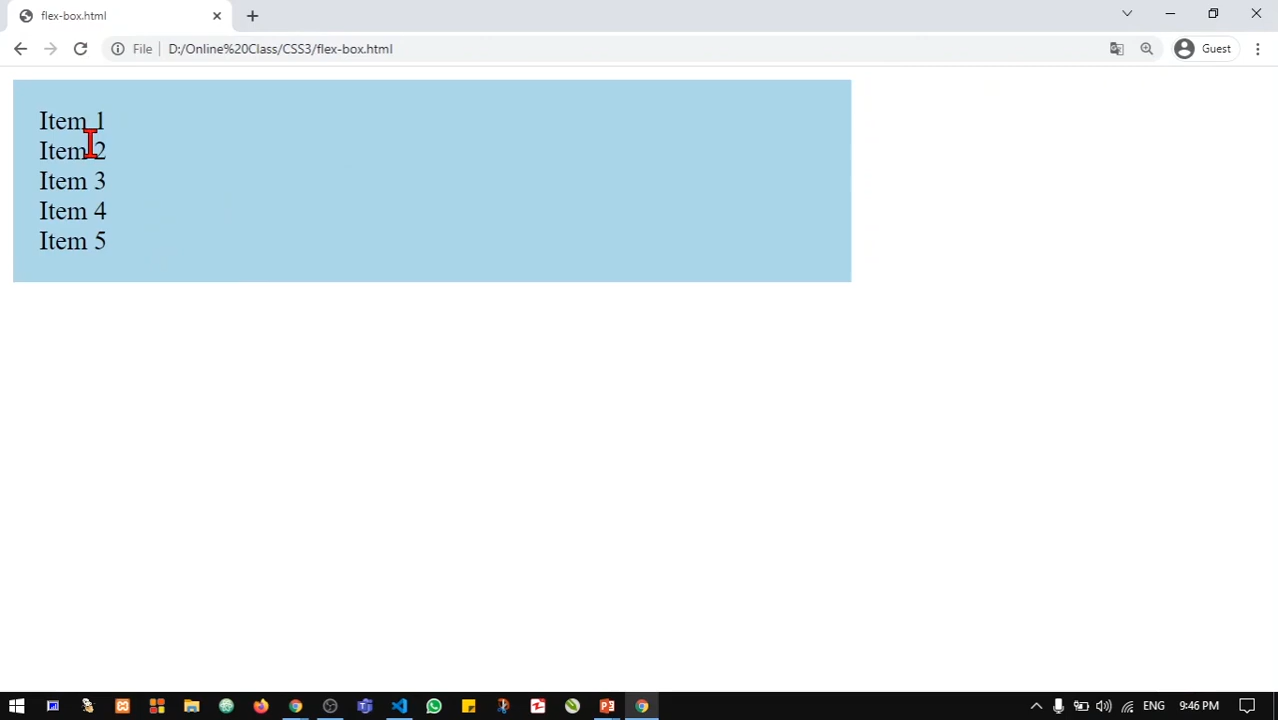 flex-box.html
File D:/Online%20Class/CSS3/flex-box.html Guest
Item 1
Item 2
Item 3
Item 4
Item 5
ENG 9:46 PM